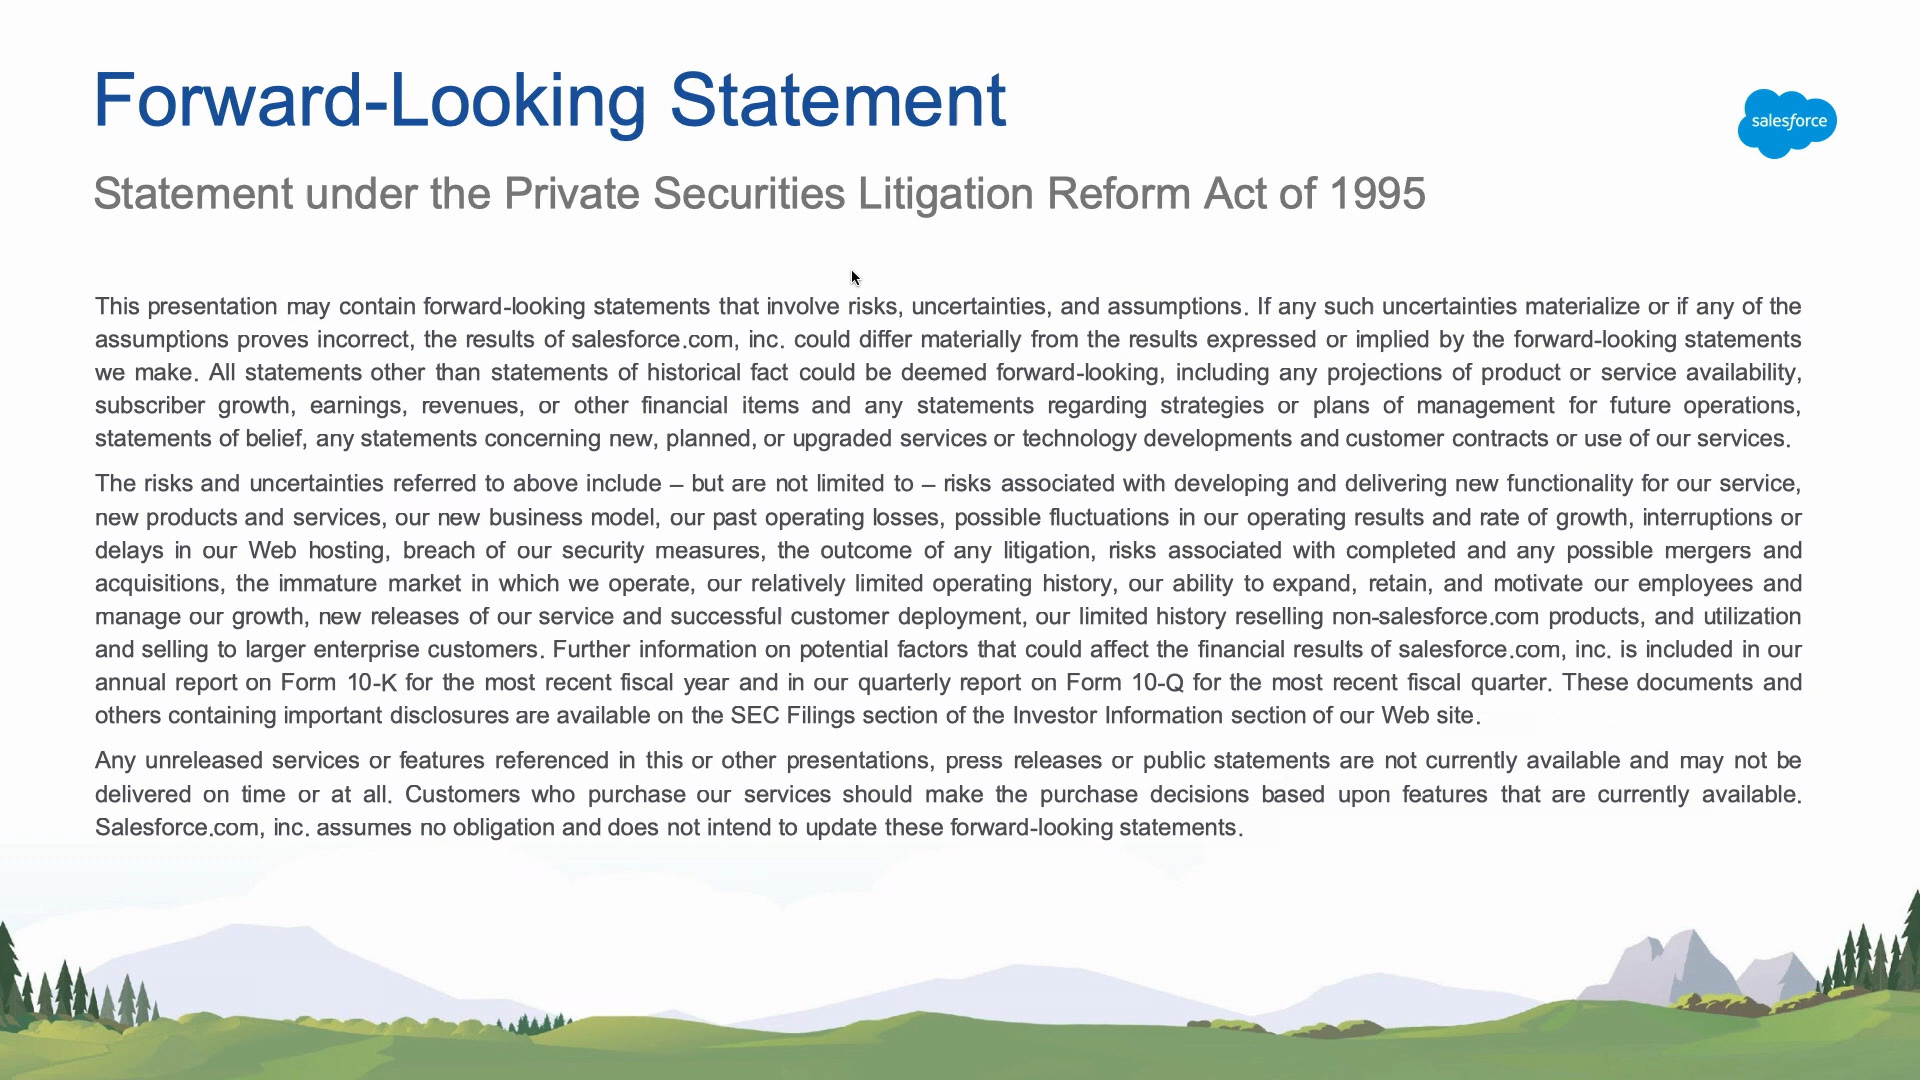 Forward-Looking Statement
salesforce
Statement under the Private Securities Litigation Reform Act of 1995
This presentation may contain forward-looking statements that involve risks, uncertainties, and assumptions. If any such uncertainties materialize or if any of the
assumptions proves incorrect, the results of salesforce.com, inc. could differ materially from the results expressed or implied by the forward-looking statements
we make. All statements other than statements of historical fact could be deemed forward-looking, including any projections of product or service availability,
subscriber growth, earnings, revenues, or other financial items and any statements regarding strategies or plans of management for future operations,
statements of belief, any statements concerning new, planned, or upgraded services or technology developments and customer contracts or use of our services.
The risks and uncertainties referred to above include – but are not limited to – risks associated with developing and delivering new functionality for our service,
new products and services, our new business model, our past operating losses, possible fluctuations in our operating results and rate of growth, interruptions or
delays in our Web hosting, breach of our security measures, the outcome of any litigation, risks associated with completed and any possible mergers and
acquisitions, the immature market in which we operate, our relatively limited operating history, our ability to expand, retain, and motivate our employees and
manage our growth, new releases of our service and successful customer deployment, our limited history reselling non-salesforce.com products, and utilization
and selling to larger enterprise customers. Further information on potential factors that could affect the financial results of salesforce.com, inc. is included in our
annual report on Form 10-K for the most recent fiscal year and in our quarterly report on Form 10-Q for the most recent fiscal quarter. These documents and
others containing important disclosures are available on the SEC Filings section of the Investor Information section of our Web site.
Any unreleased services or features referenced in this or other presentations, press releases or public statements are not currently available and may not be
delivered on time or at all. Customers who purchase our services should make the purchase decisions based upon features that are currently available.
Salesforce.com, inc. assumes no obligation and does not intend to update these forward-looking statements.